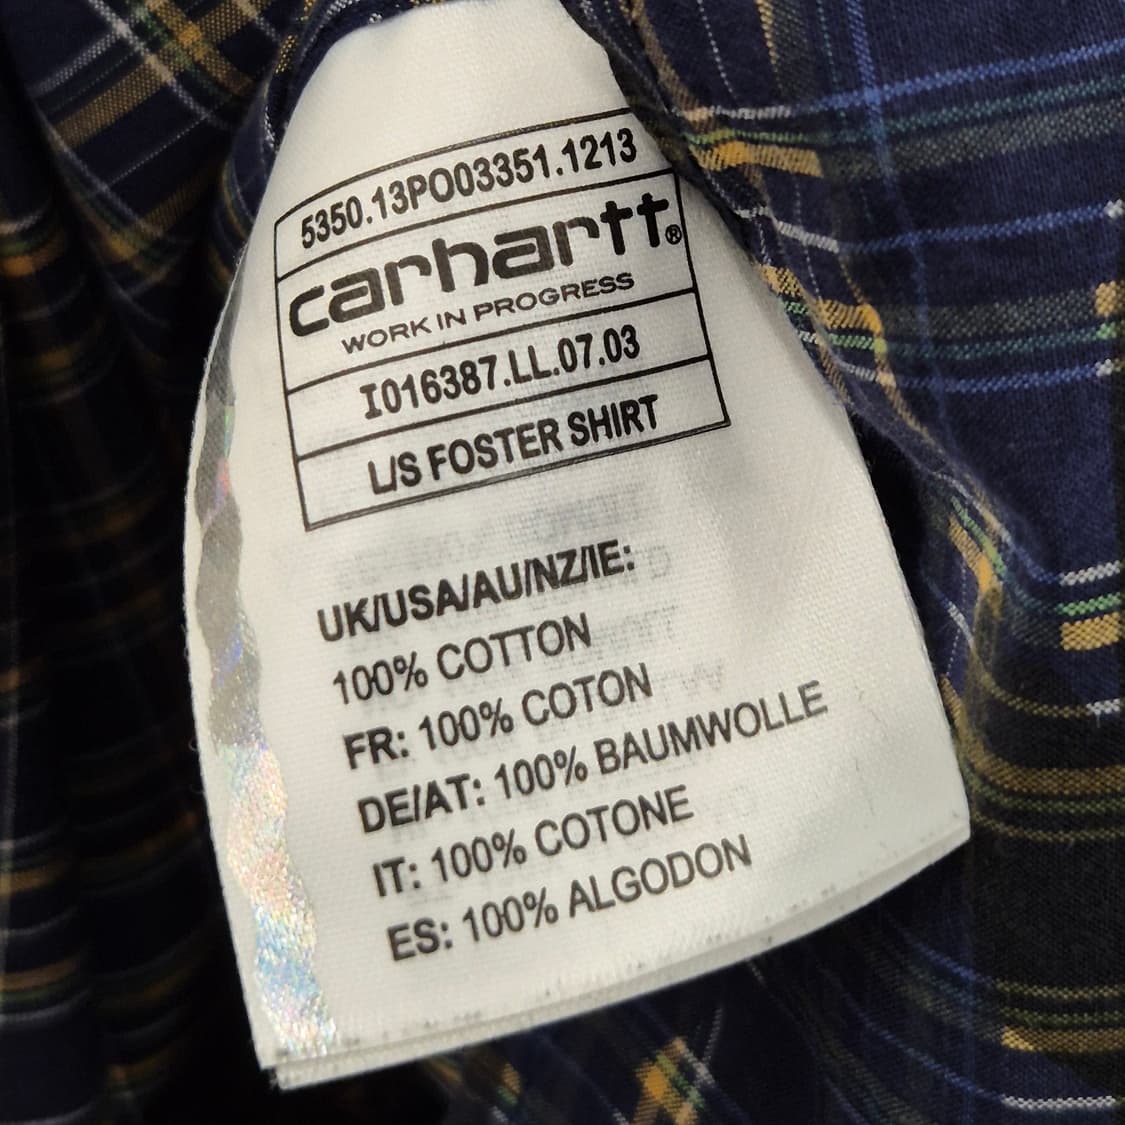 5350.13PO03351.1213
carhartt®
WORK IN PROGRESS
I016387.LL.07.03
L/S FOSTER SHIRT
UK/USA/AU/NZ/IE:
100% COTTON
FR: 100% COTON
DE/AT: 100% BAUMWOLLE
IT: 100% COTONE
ES: 100% ALGODON